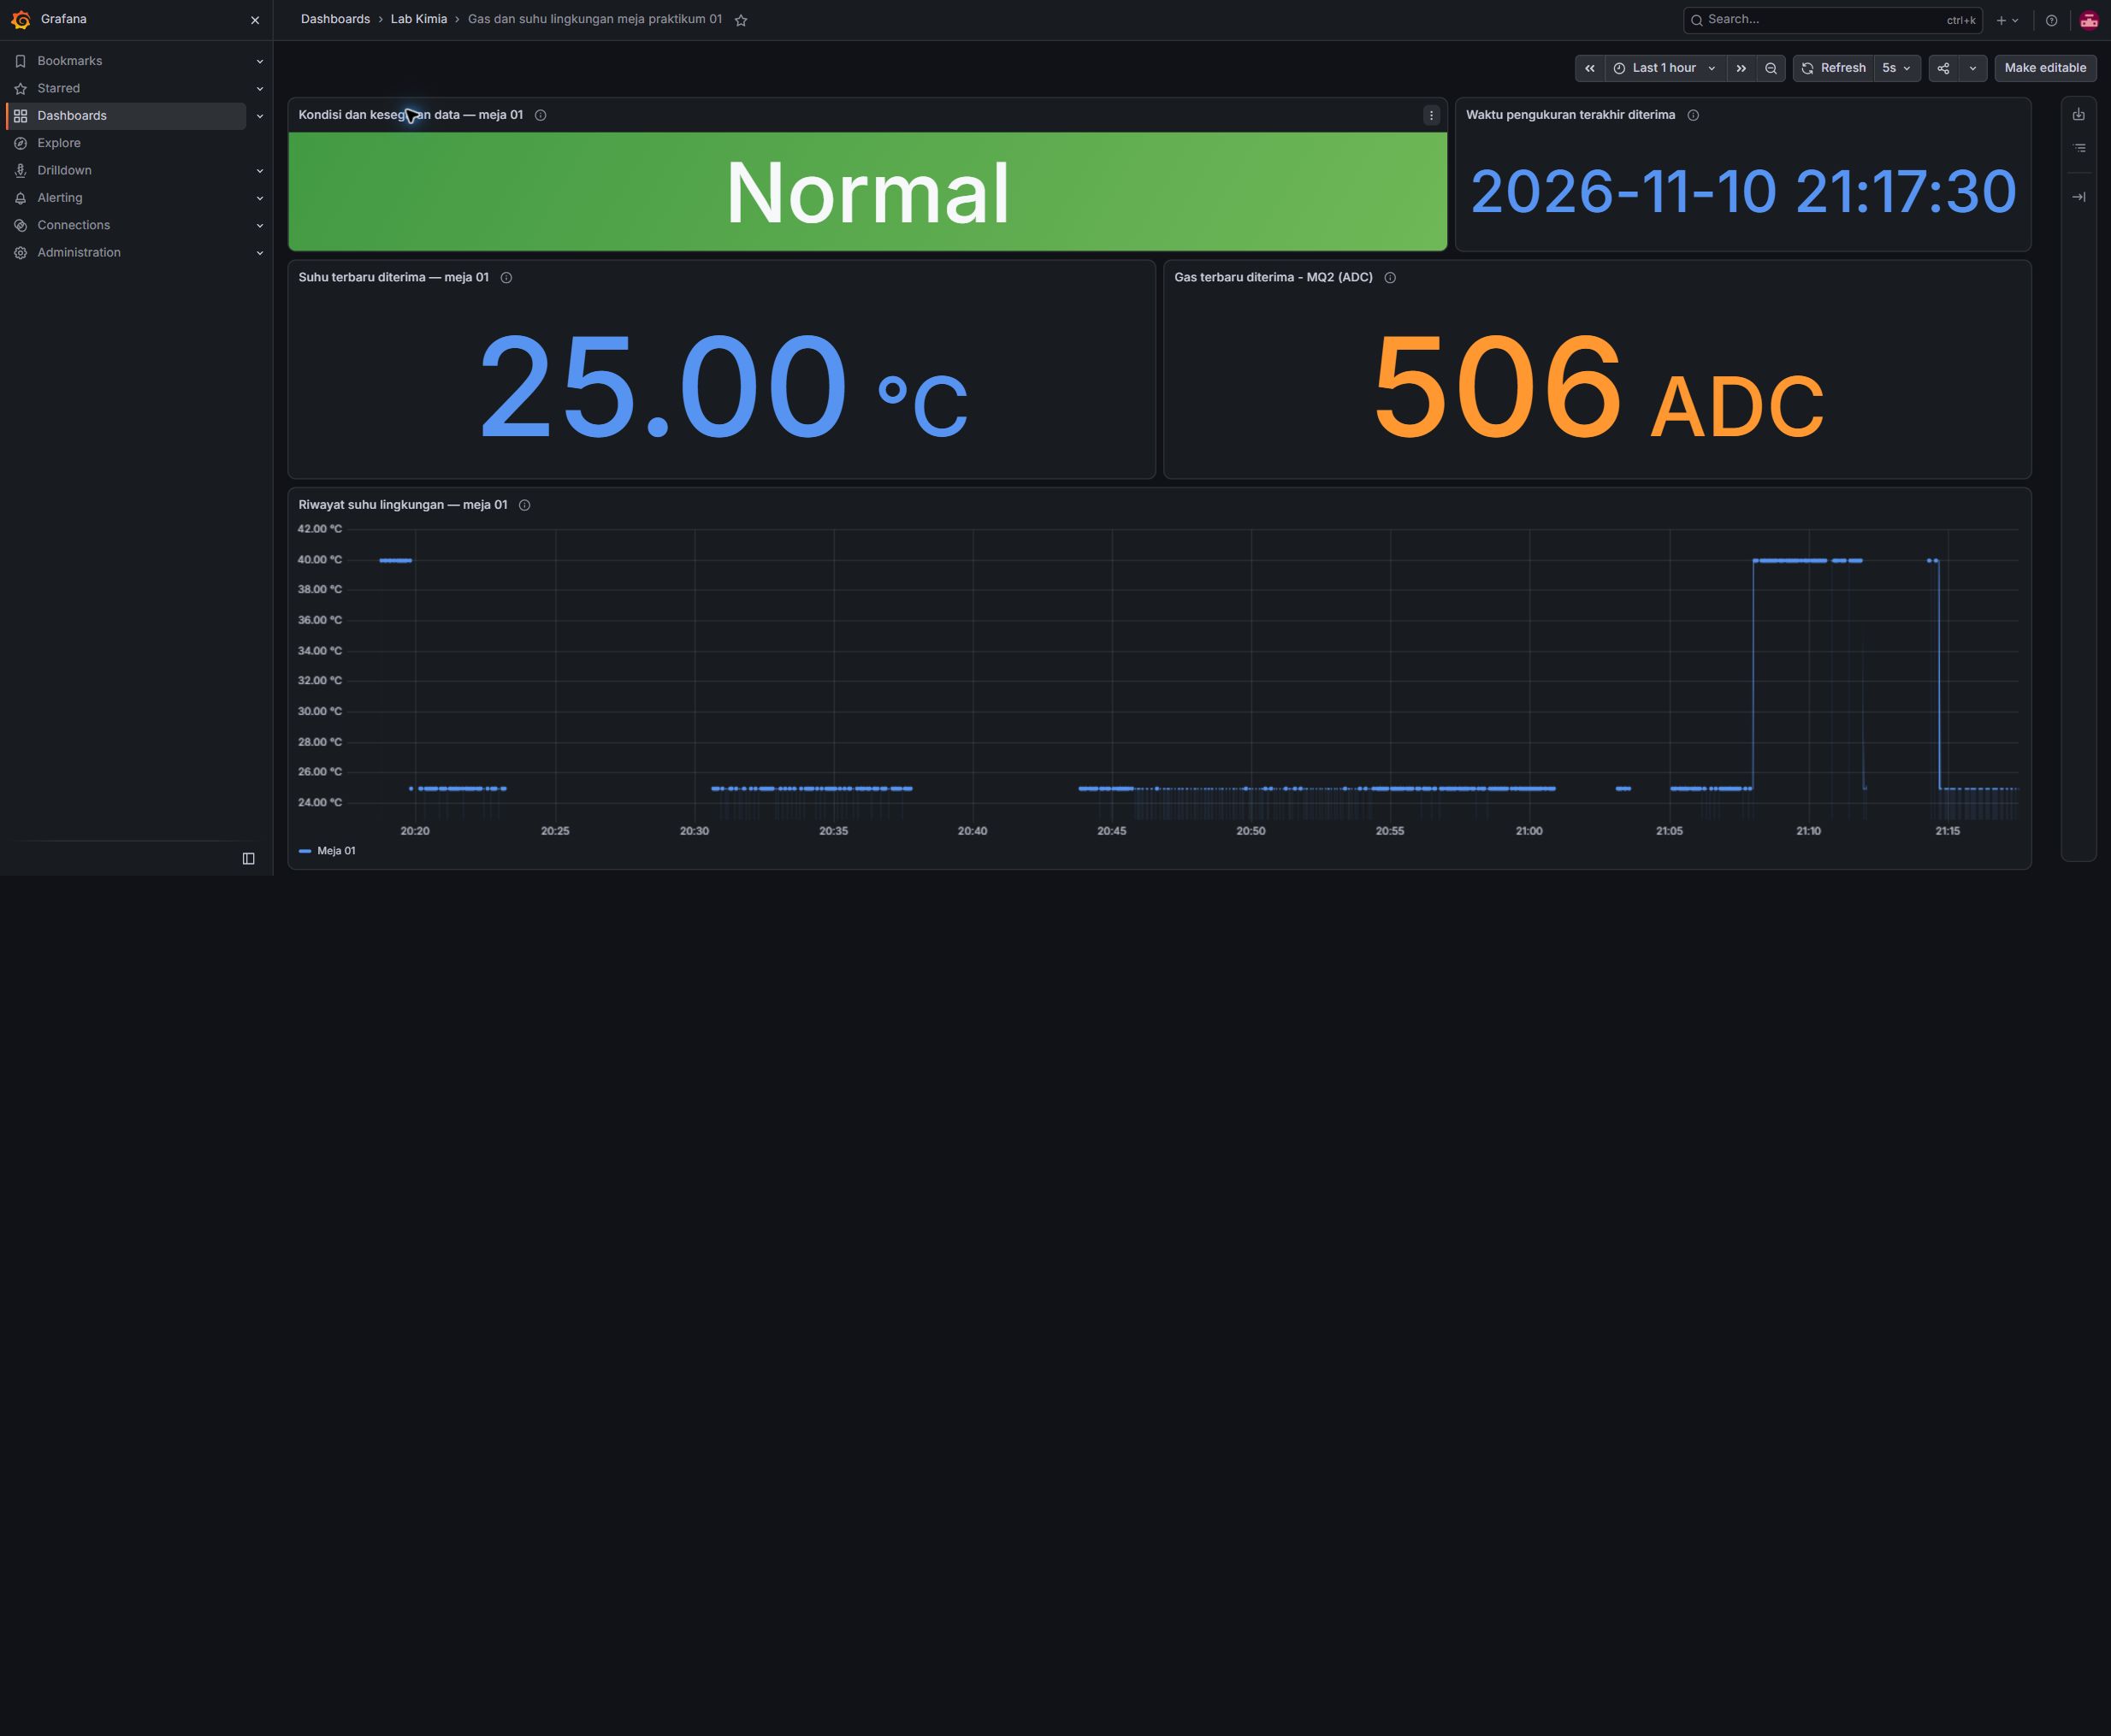 Grafana
Dashboards › Lab Kimia › Gas dan suhu lingkungan meja praktikum 01
Search...
ctrl+k
Bookmarks
Starred
Dashboards
Explore
Drilldown
Alerting
Connections
Administration
Last 1 hour
Refresh
5s
Make editable
Kondisi dan data — meja 01
Normal
Waktu pengukuran terakhir diterima
2026-11-10 21:17:30
Suhu terbaru diterima — meja 01
25.00 °C
Gas terbaru diterima - MQ2 (ADC)
506 ADC
Riwayat suhu lingkungan — meja 01
42.00 °C
40.00 °C
38.00 °C
36.00 °C
34.00 °C
32.00 °C
30.00 °C
28.00 °C
26.00 °C
24.00 °C
20:20 20:25 20:30 20:35 20:40 20:45 20:50 20:55 21:00 21:05 21:10 21:15
Meja 01